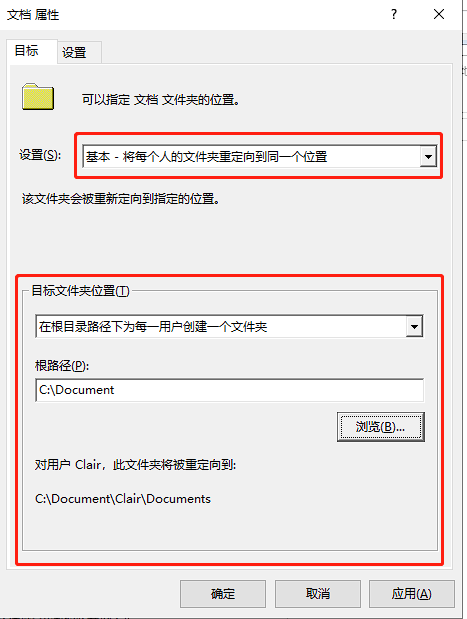 文档 属性
目标
设置
可以指定 文档 文件夹的位置。
设置(S):
基本 - 将每个人的文件夹重定向到同一个位置
该文件夹会被重新定向到指定的位置。
目标文件夹位置(T)
在根目录路径下为每一用户创建一个文件夹
根路径(P):
C:\Document
浏览(B)...
对用户 Clair，此文件夹将被重定向到:
C:\Document\Clair\Documents
确定
取消
应用(A)